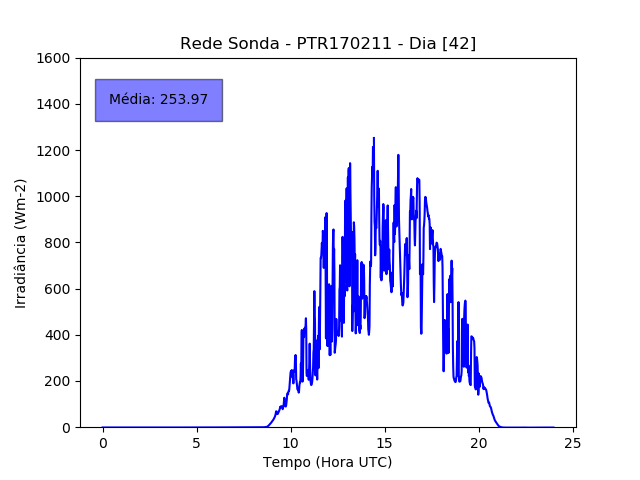 Rede Sonda - PTR170211 - Dia [42]
1600
1400
1200
1000
800
600
400
200
0
Média: 253.97
Irradiância (Wm-2)
0 5 10 15 20 25
Tempo (Hora UTC)